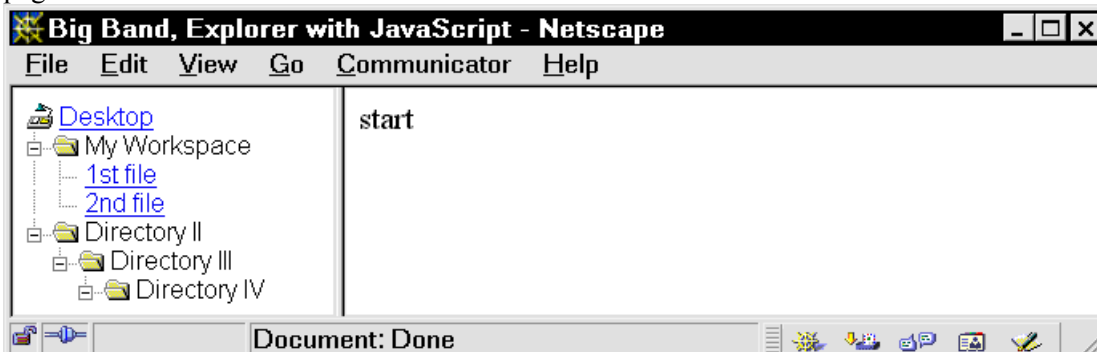 Big Band, Explorer with JavaScript - Netscape
File Edit View Go Communicator Help
Desktop
My Workspace
1st file
2nd file
Directory II
Directory III
Directory IV
start
Document: Done